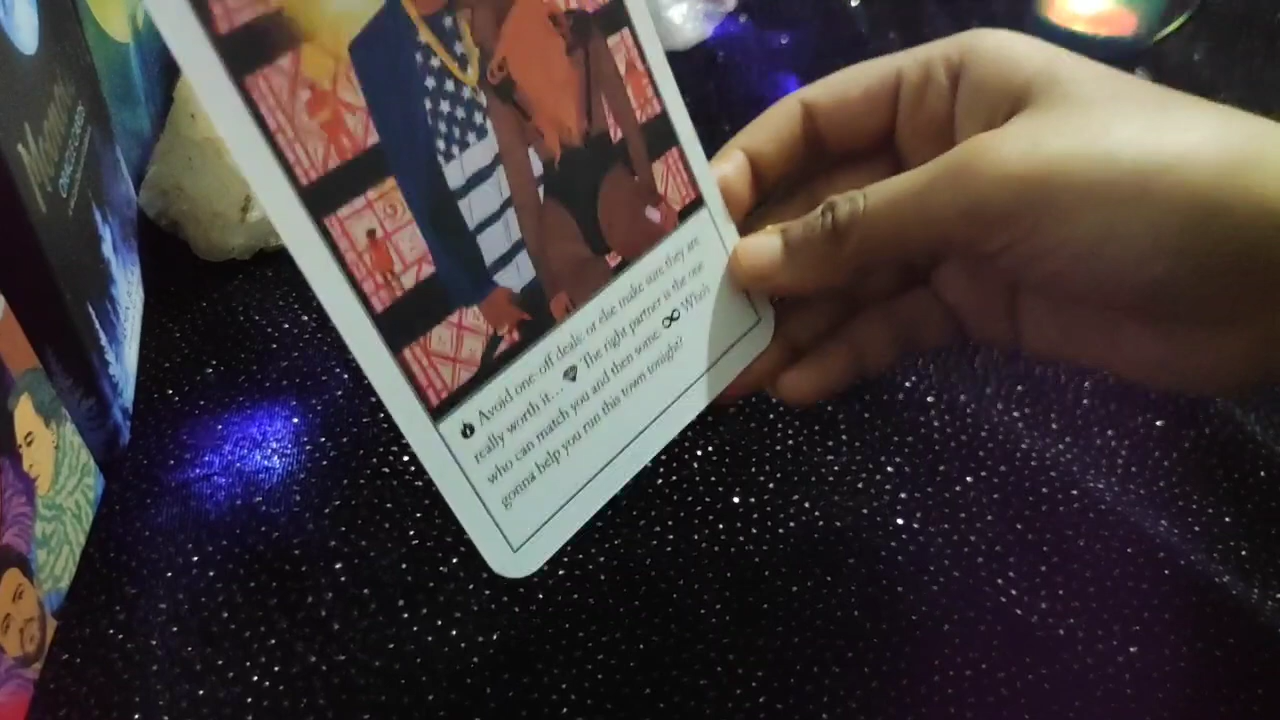 🔥 Avoid one-off deals- or else make sure they are
really worth it... 💎 The right partner is the one
who can match you and then some. ∞ Who's
gonna help you run this town tonight?